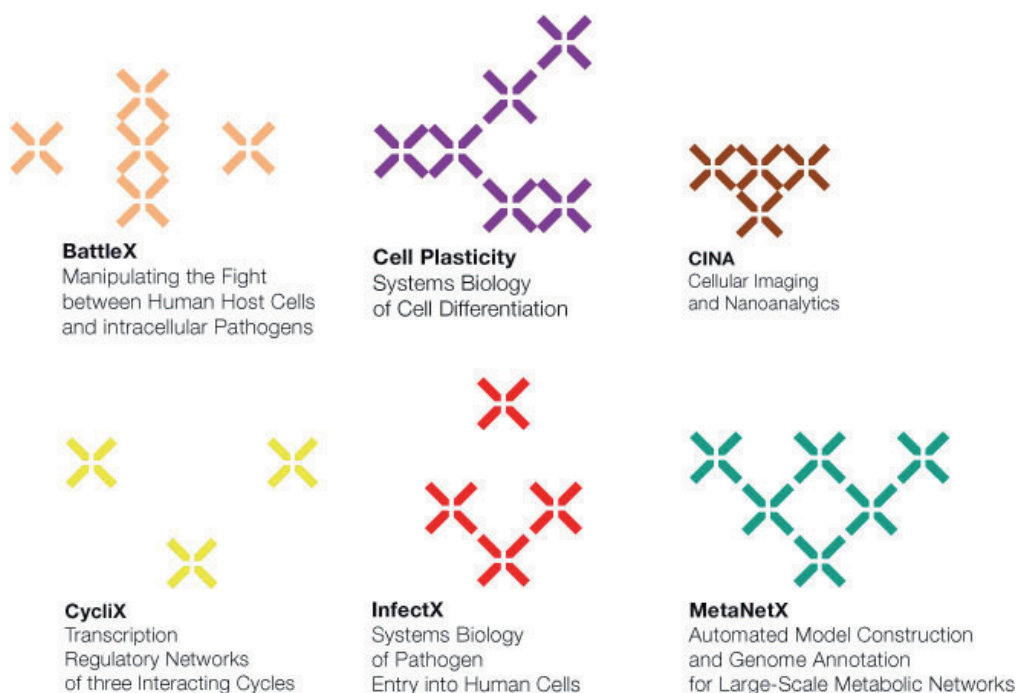 BattleX
Manipulating the Fight
between Human Host Cells
and intracellular Pathogens
Cell Plasticity
Systems Biology
of Cell Differentiation
CINA
Cellular Imaging
and Nanoanalytics
CycliX
Transcription
Regulatory Networks
of three Interacting Cycles
InfectX
Systems Biology
of Pathogen
Entry into Human Cells
MetaNetX
Automated Model Construction
and Genome Annotation
for Large-Scale Metabolic Networks